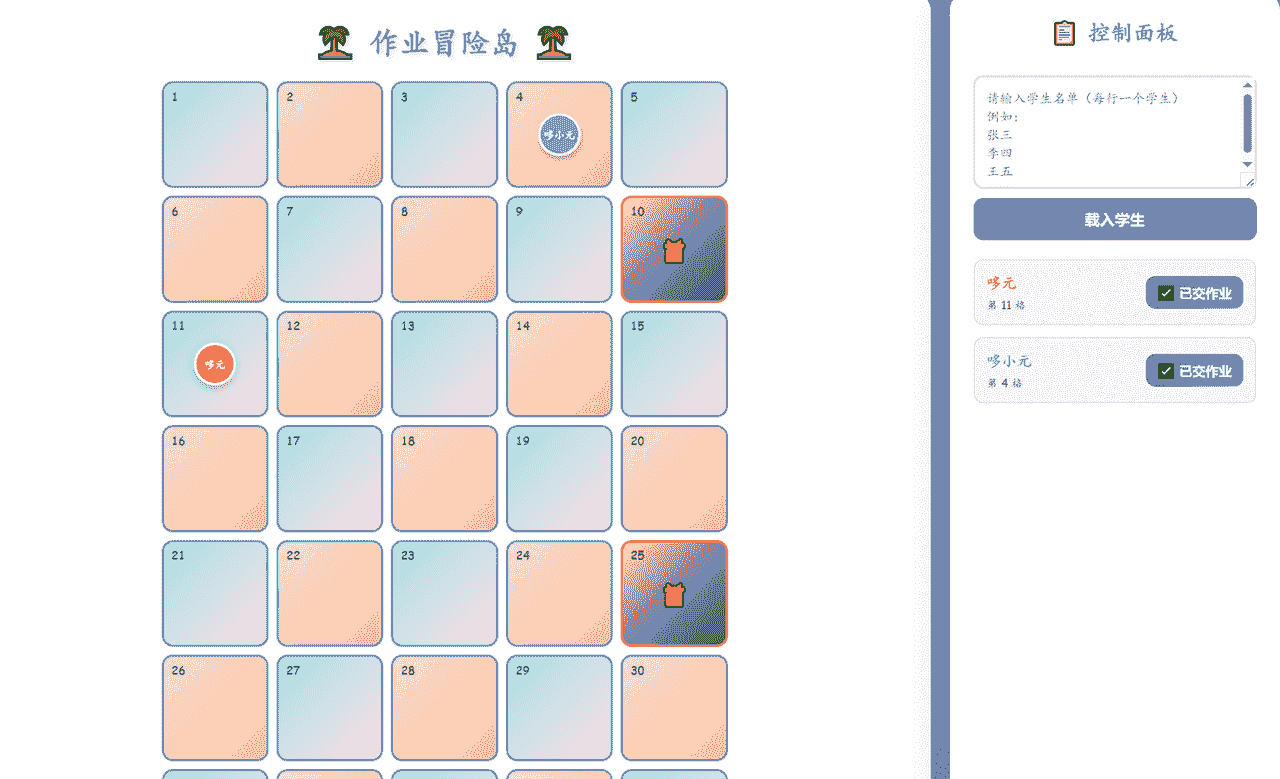 作业冒险岛
1
2
3
4
哆小元
5
6
7
8
9
10
11
哆元
12
13
14
15
16
17
18
19
20
21
22
23
24
25
26
27
28
29
30
控制面板
请输入学生名单（每行一个学生）
例如：
张三
李四
王五
载入学生
哆元
第 11 格
已交作业
哆小元
第 4 格
已交作业